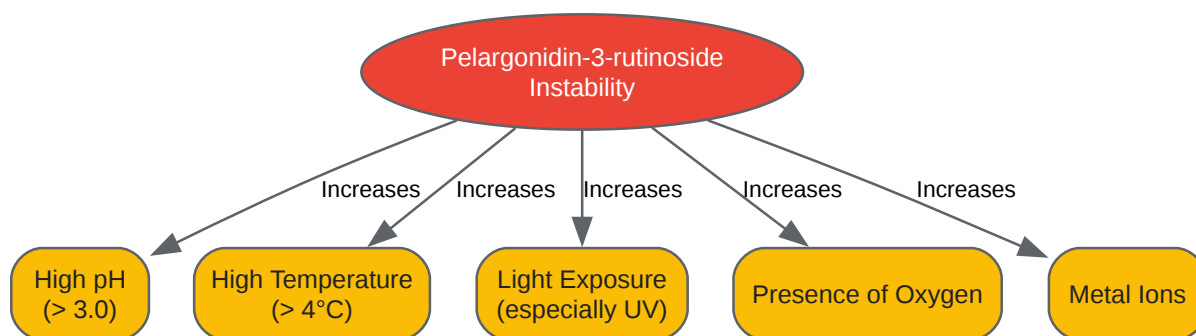 Pelargonidin-3-rutinoside
Instability
Increases
Increases
Increases
Increases
Increases
High pH
(> 3.0)
High Temperature
(> 4°C)
Light Exposure
(especially UV)
Presence of Oxygen
Metal Ions